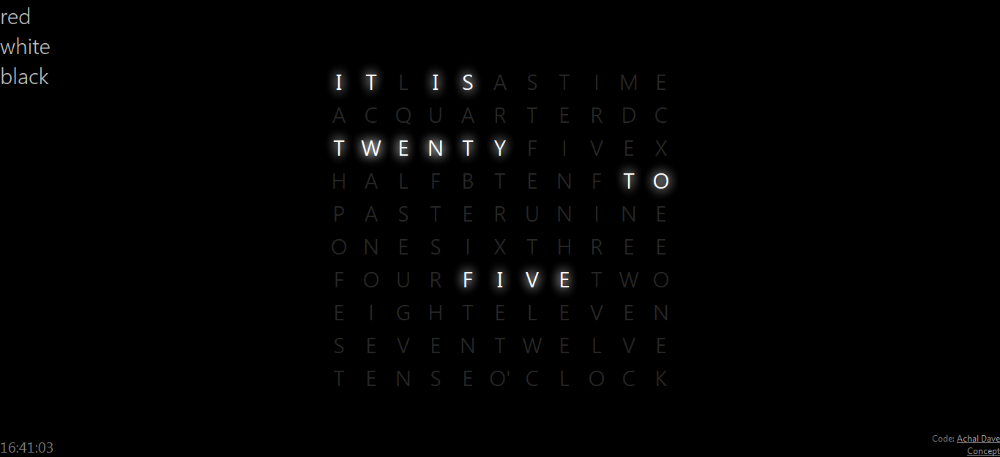 red
white
black
I T L I S A S T I M E
A C Q U A R T E R D C
T W E N T Y F I V E X
H A L F B T E N F T O
P A S T E R U N I N E
O N E S I X T H R E E
F O U R F I V E T W O
E I G H T E L E V E N
S E V E N T W E L V E
T E N S E O' C L O C K
16:41:03
Code: Achal Dave
Concept